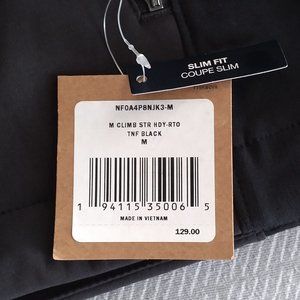 SLIM FIT
COUPE SLIM
NF0A4P8NJK3-M
M CLIMB STR HDY-RTO
TNF BLACK
M
1 94115 35006 5
MADE IN VIETNAM
129.00